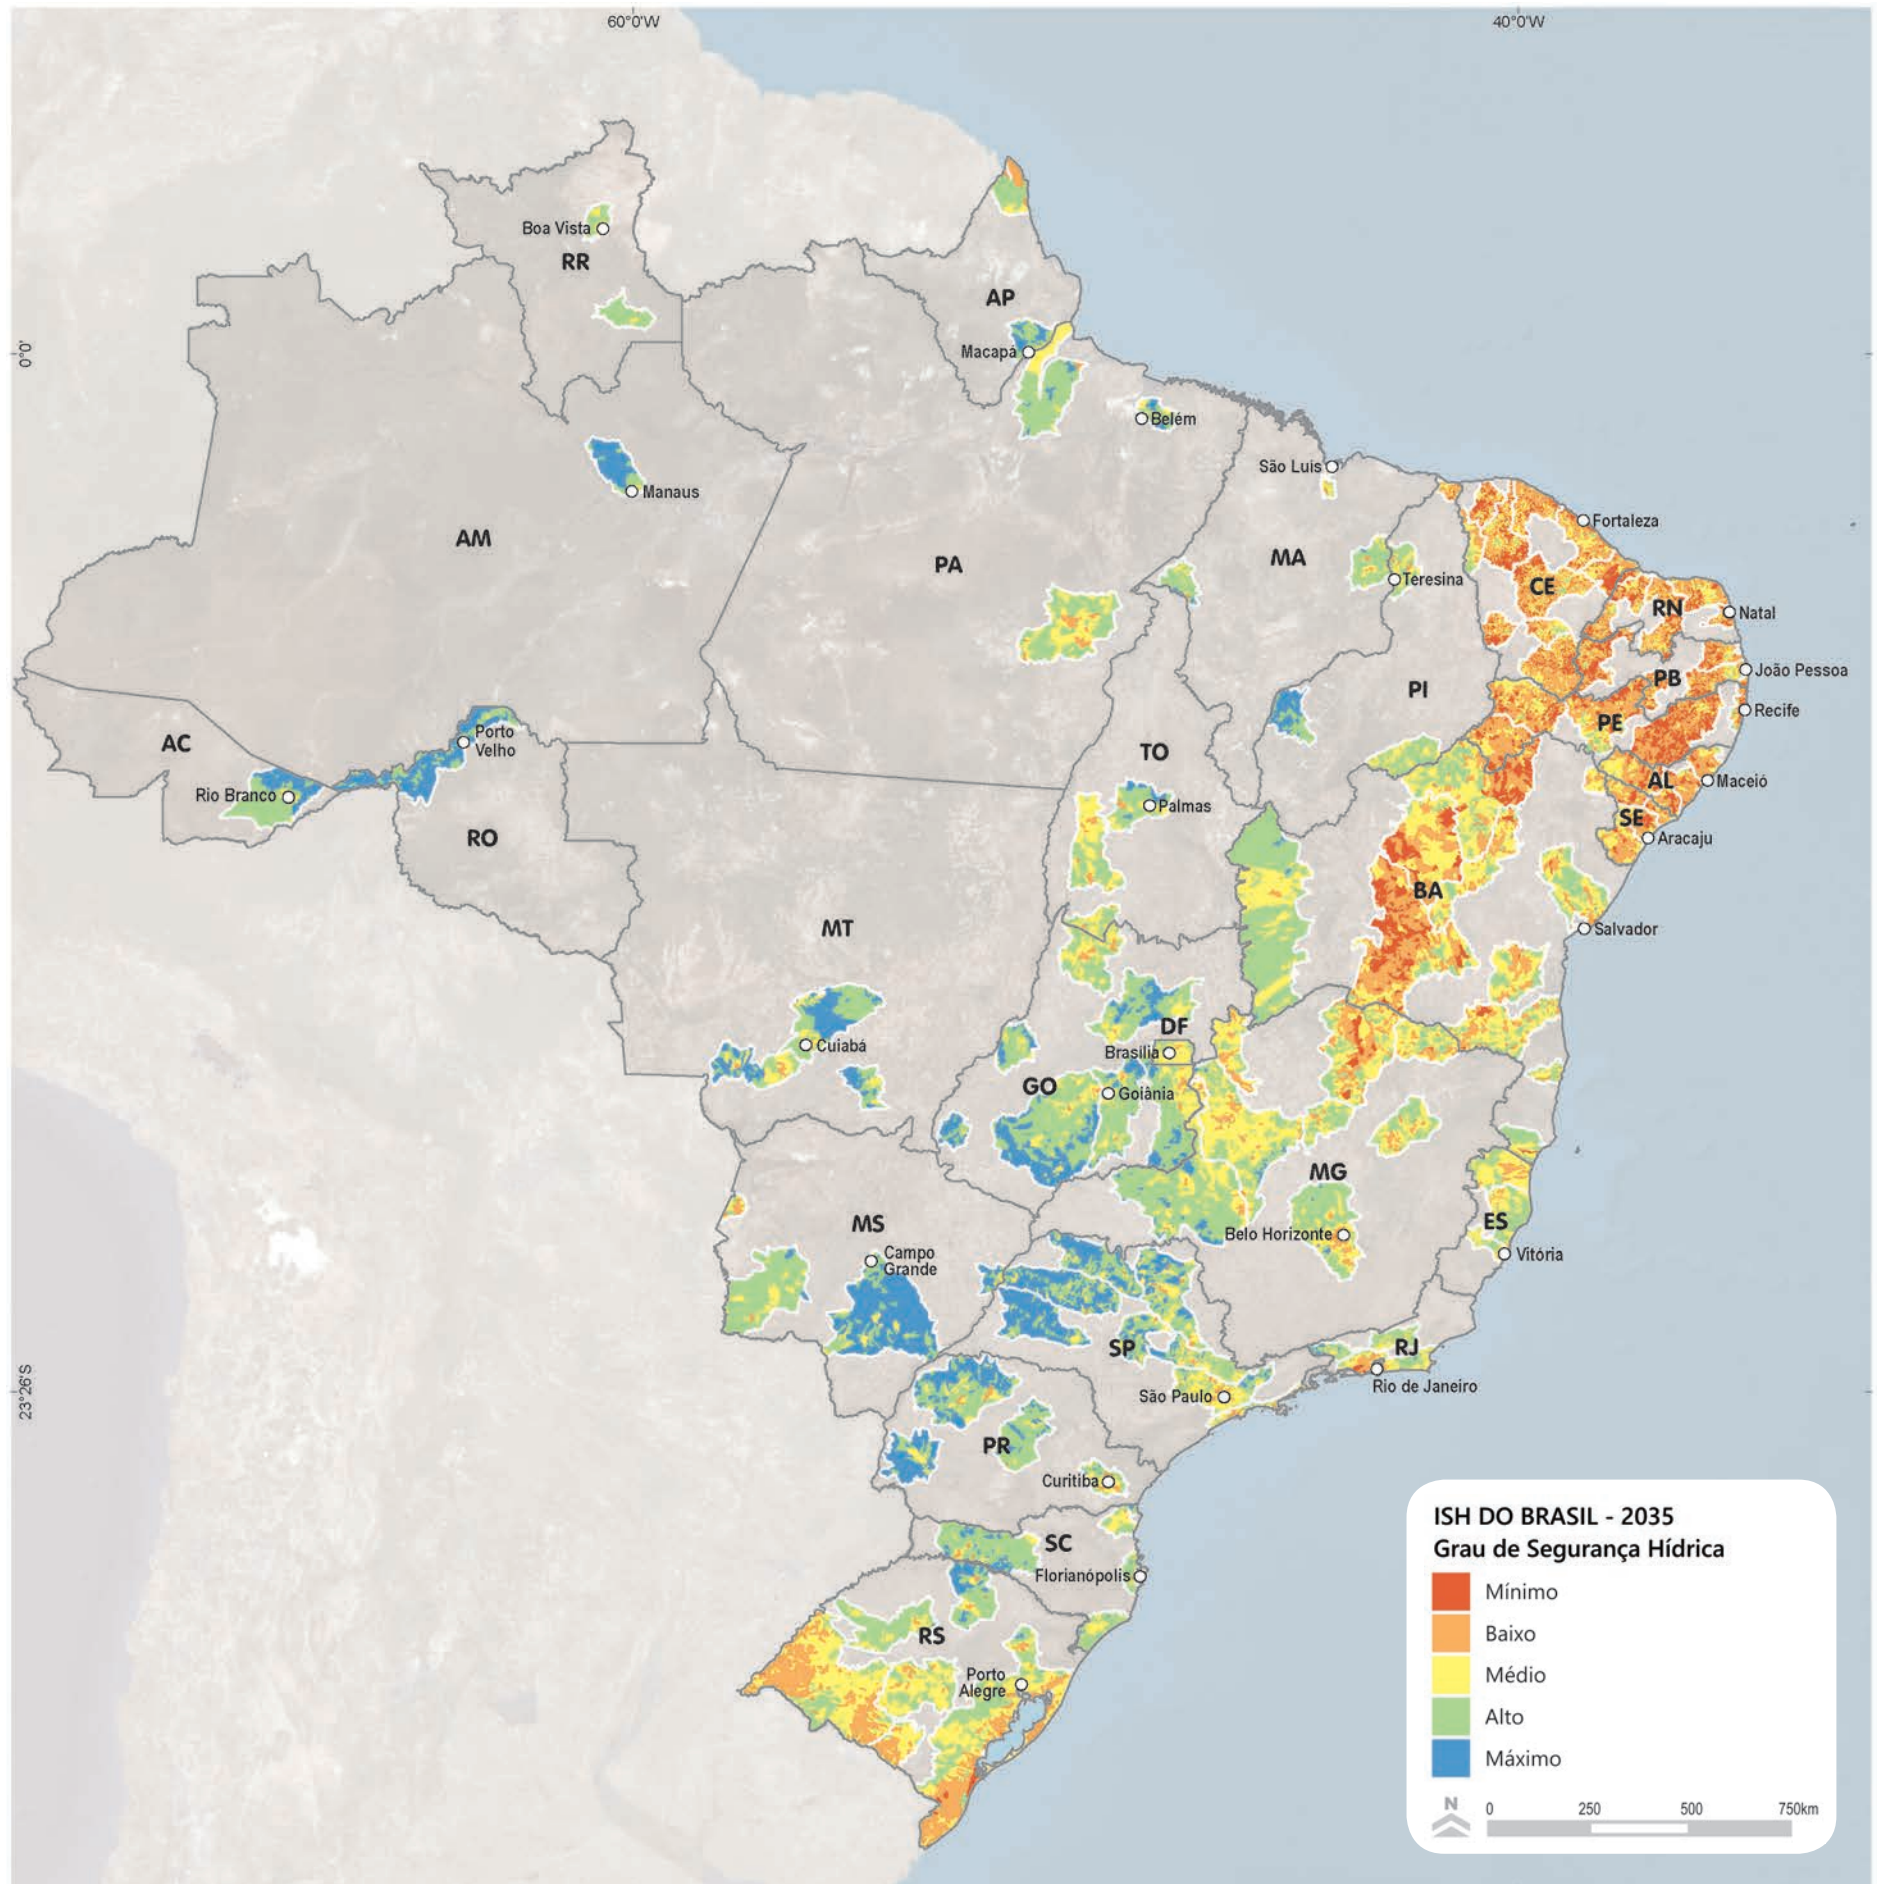 60°0'W
40°0'W
0°0'
23°26'S
Boa Vista
RR
AP
Macapá
Belém
São Luis
Manaus
Fortaleza
AM
PA
MA
Teresina
CE
RN
Natal
João Pessoa
PB
PI
Recife
PE
AC
Porto
Velho
TO
Rio Branco
Palmas
AL
Maceió
SE
Aracaju
RO
BA
MT
Salvador
DF
Cuiabá
Brasília
GO
Goiânia
MG
MS
ES
Belo Horizonte
Campo
Grande
Vitória
SP
RJ
Rio de Janeiro
São Paulo
PR
Curitiba
SC
Florianópolis
RS
Porto
Alegre
ISH DO BRASIL - 2035
Grau de Segurança Hídrica
Mínimo
Baixo
Médio
Alto
Máximo
N
0 250 500 750km